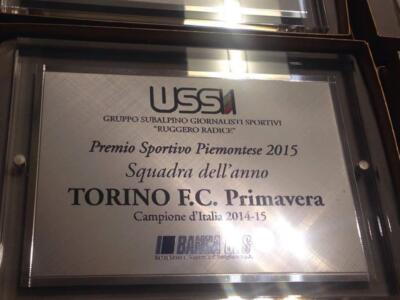 USSI
GRUPPO SUBALPINO GIORNALISTI SPORTIVI
"RUGGERO RADICE"
Premio Sportivo Piemontese 2015
Squadra dell'anno
TORINO F.C. Primavera
Campione d'Italia 2014-15
BANCA